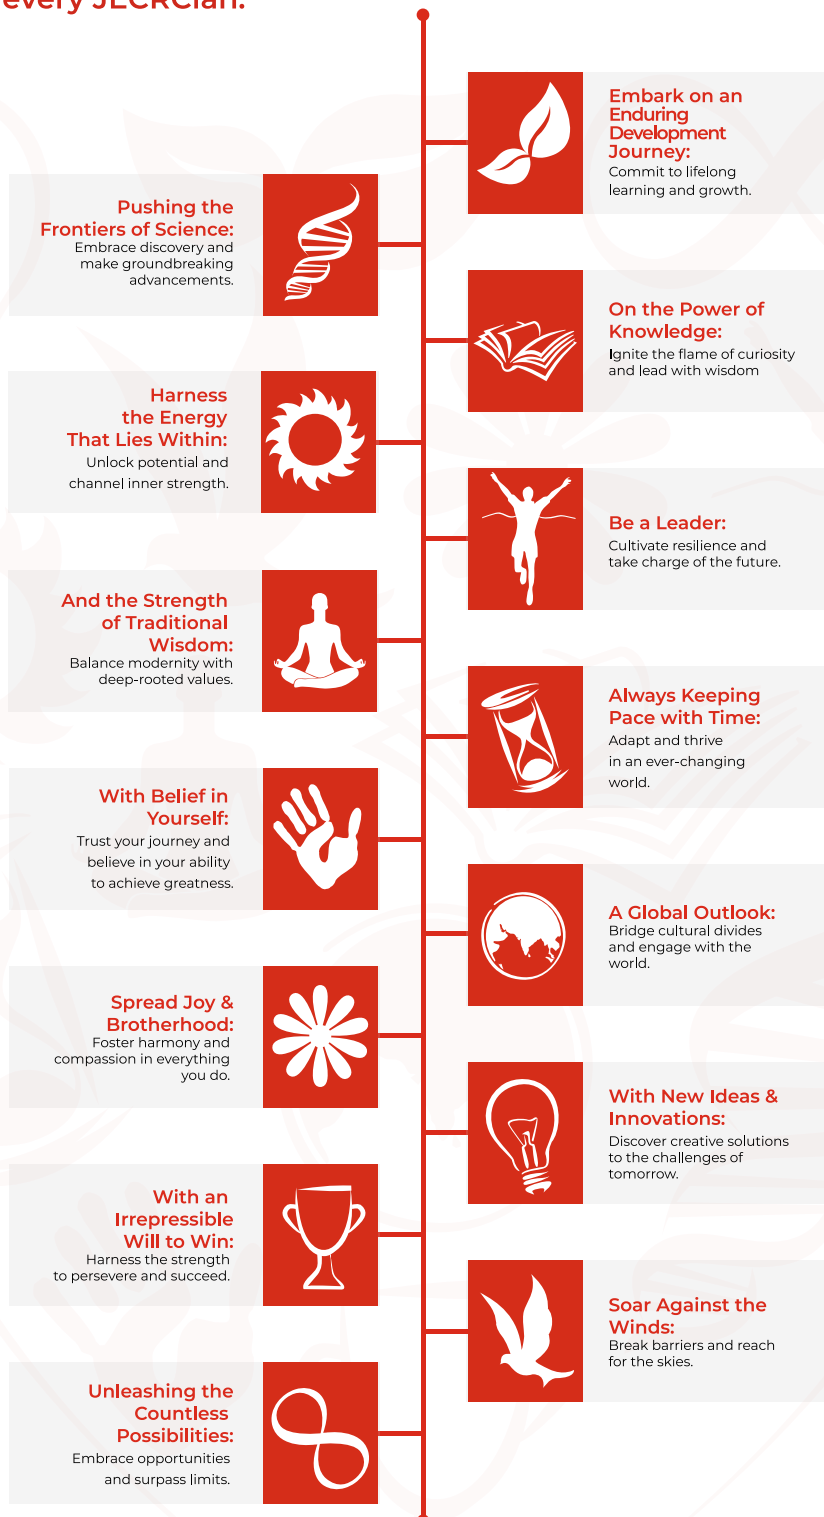 every JECRCian.
Embark on an
Enduring
Development
Journey:
Commit to lifelong
learning and growth.
Pushing the
Frontiers of Science:
Embrace discovery and
make groundbreaking
advancements.
On the Power of
Knowledge:
Ignite the flame of curiosity
and lead with wisdom
Harness
the Energy
That Lies Within:
Unlock potential and
channel inner strength.
Be a Leader:
Cultivate resilience and
take charge of the future.
And the Strength
of Traditional
Wisdom:
Balance modernity with
deep-rooted values.
Always Keeping
Pace with Time:
Adapt and thrive
in an ever-changing
world.
With Belief in
Yourself:
Trust your journey and
believe in your ability
to achieve greatness.
A Global Outlook:
Bridge cultural divides
and engage with the
world.
Spread Joy &
Brotherhood:
Foster harmony and
compassion in everything
you do.
With New Ideas &
Innovations:
Discover creative solutions
to the challenges of
tomorrow.
With an
Irrepressible
Will to Win:
Harness the strength
to persevere and succeed.
Soar Against the
Winds:
Break barriers and reach
for the skies.
Unleashing the
Countless
Possibilities:
Embrace opportunities
and surpass limits.